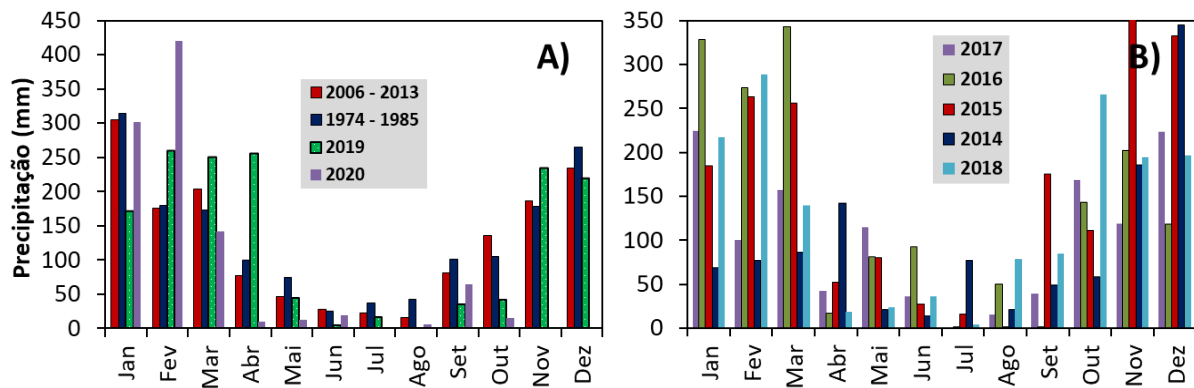 Precipitação (mm)
450
400
350
300
250
200
150
100
50
0
A)
2006 - 2013
1974 - 1985
2019
2020
Jan
Fev
Mar
Abr
Mai
Jun
Jul
Ago
Set
Out
Nov
Dez
350
300
250
200
150
100
50
0
B)
2017
2016
2015
2014
2018
Jan
Fev
Mar
Abr
Mai
Jun
Jul
Ago
Set
Out
Nov
Dez